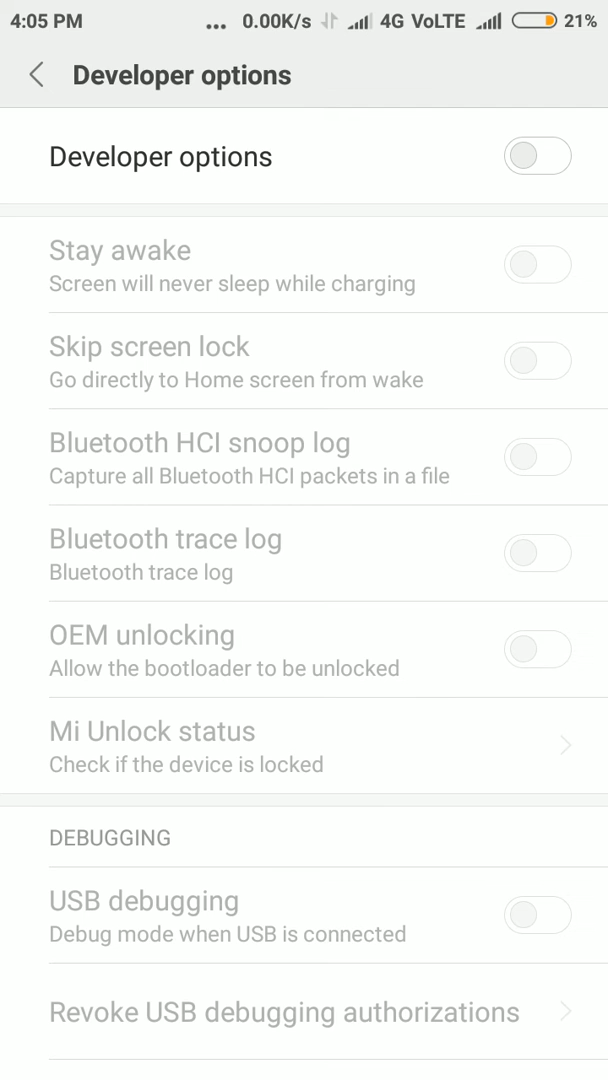 4:05 PM ... 0.00K/s 4G VoLTE 21%
Developer options
Developer options
Stay awake
Screen will never sleep while charging
Skip screen lock
Go directly to Home screen from wake
Bluetooth HCI snoop log
Capture all Bluetooth HCI packets in a file
Bluetooth trace log
Bluetooth trace log
OEM unlocking
Allow the bootloader to be unlocked
Mi Unlock status
Check if the device is locked
DEBUGGING
USB debugging
Debug mode when USB is connected
Revoke USB debugging authorizations